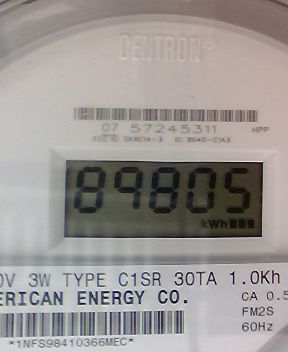 CENTRON®
07 57245311 HPP
89805
kWh
0V 3W TYPE C1SR 30TA 1.0Kh
ERICAN ENERGY CO. CA 0.5
FM2S
60Hz
*1NFS98410366MEC*